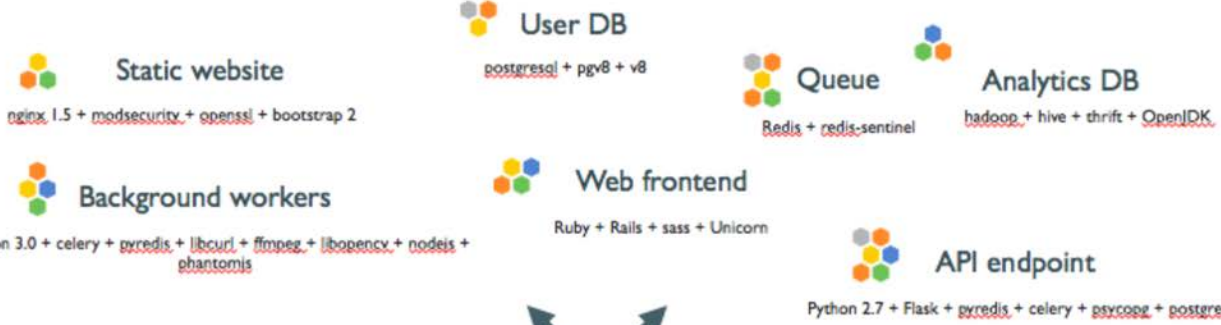 User DB
postgresql + pgv8 + v8
Static website
nginx 1.5 + modsecurity + openssl + bootstrap 2
Queue
Redis + redis-sentinel
Analytics DB
hadoop + hive + thrift + OpenJDK
Background workers
n 3.0 + celery + pyredis + libcurl + ffmpeg + libopencv + nodejs +
phantomjs
Web frontend
Ruby + Rails + sass + Unicorn
API endpoint
Python 2.7 + Flask + pyredis + celery + psycopg + postgre